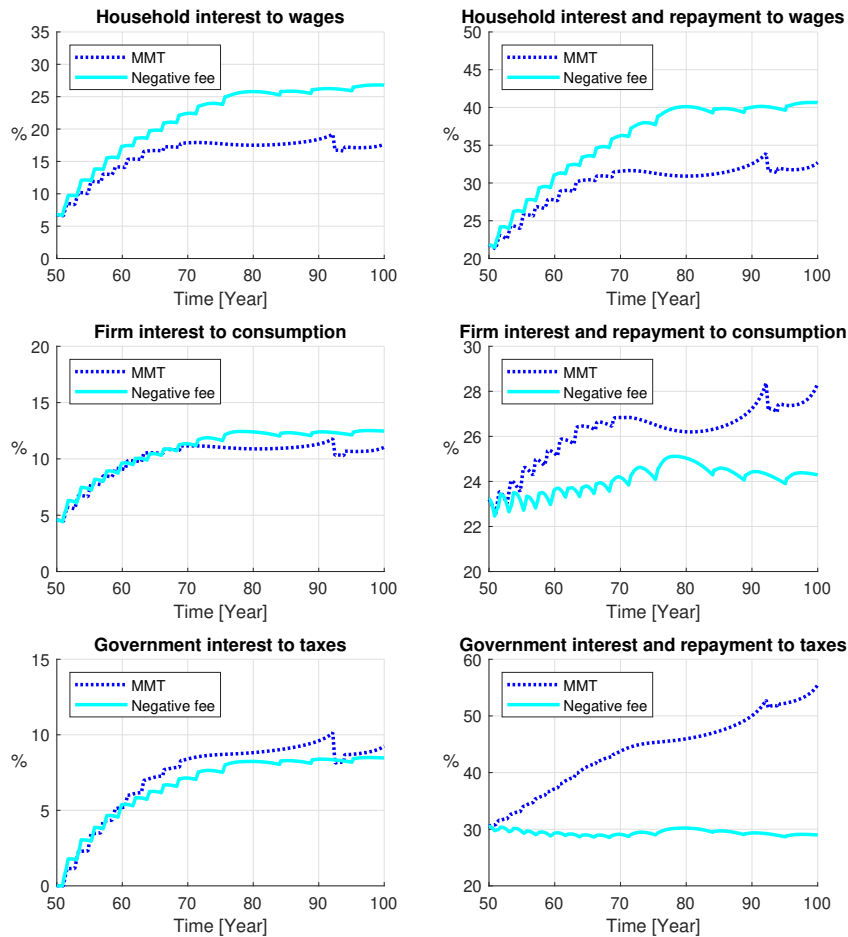 Household interest to wages
35
30
25
20
15
10
5
0
%
MMT
Negative fee
50 60 70 80 90 100
Time [Year]
Household interest and repayment to wages
50
45
40
35
30
25
20
%
MMT
Negative fee
50 60 70 80 90 100
Time [Year]
Firm interest to consumption
20
15
10
5
0
%
MMT
Negative fee
50 60 70 80 90 100
Time [Year]
Firm interest and repayment to consumption
30
28
26
24
22
20
%
MMT
Negative fee
50 60 70 80 90 100
Time [Year]
Government interest to taxes
15
10
5
0
%
MMT
Negative fee
50 60 70 80 90 100
Time [Year]
Government interest and repayment to taxes
60
50
40
30
20
%
MMT
Negative fee
50 60 70 80 90 100
Time [Year]